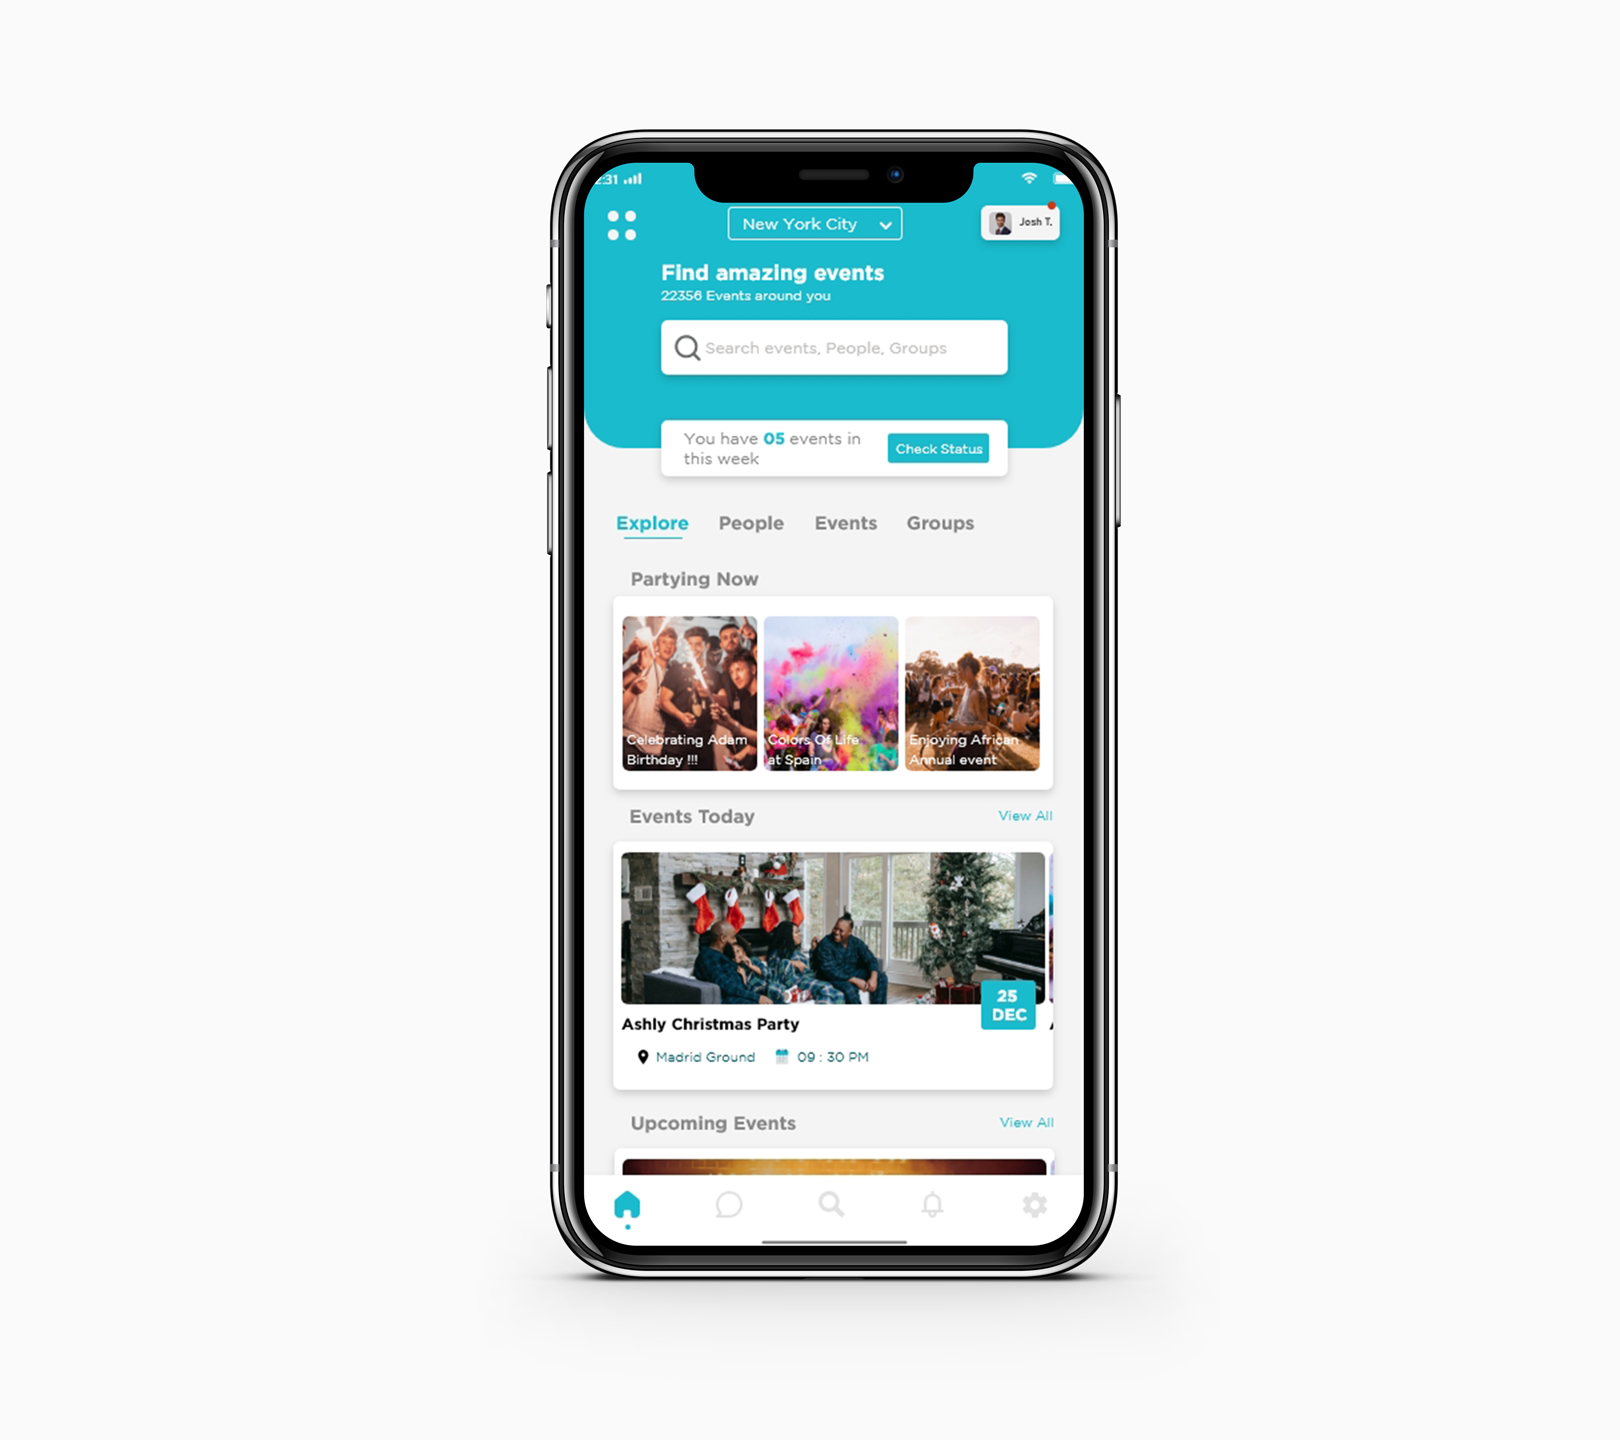 :31
New York City
Josh T.
Find amazing events
22356 Events around you
Search events, People, Groups
You have 05 events in
this week
Check Status
Explore People Events Groups
Partying Now
Celebrating Adam
Birthday !!!
Colors Of Life
at Spain
Enjoying African
Annual event
Events Today
View All
25
DEC
Ashly Christmas Party
Madrid Ground
09 : 30 PM
Upcoming Events
View All